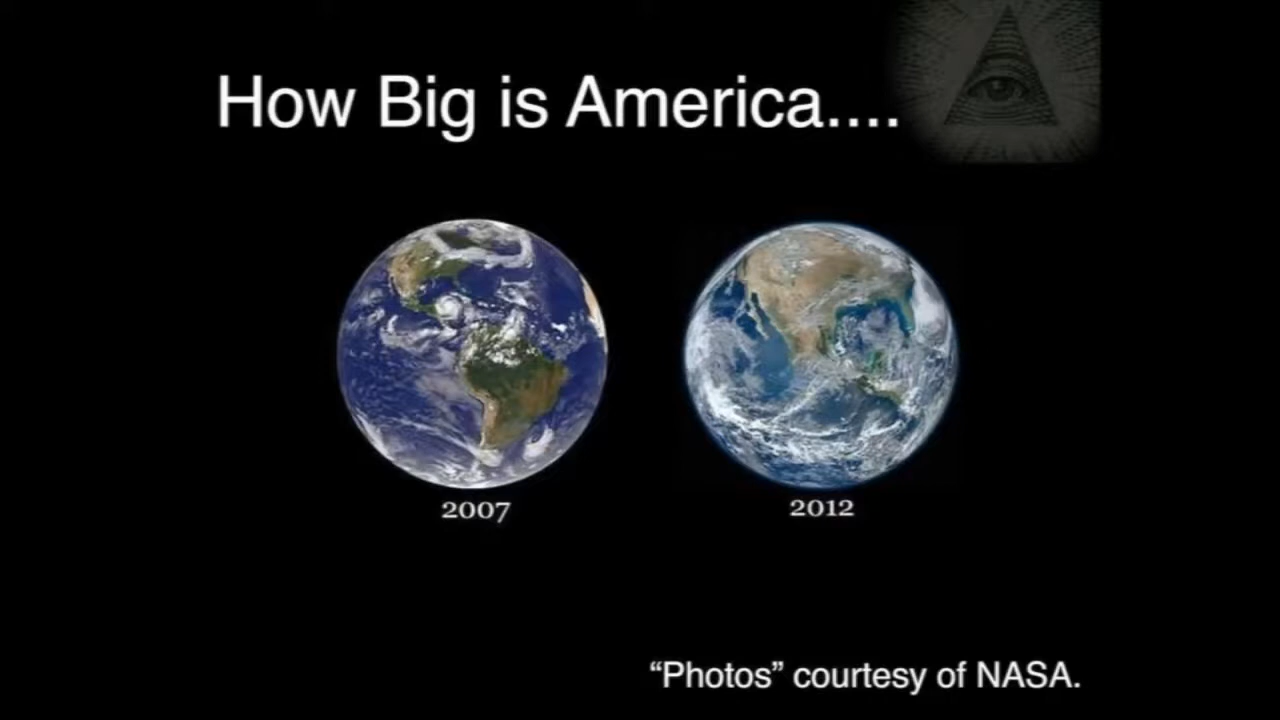 How Big is America....
2007
2012
“Photos” courtesy of NASA.